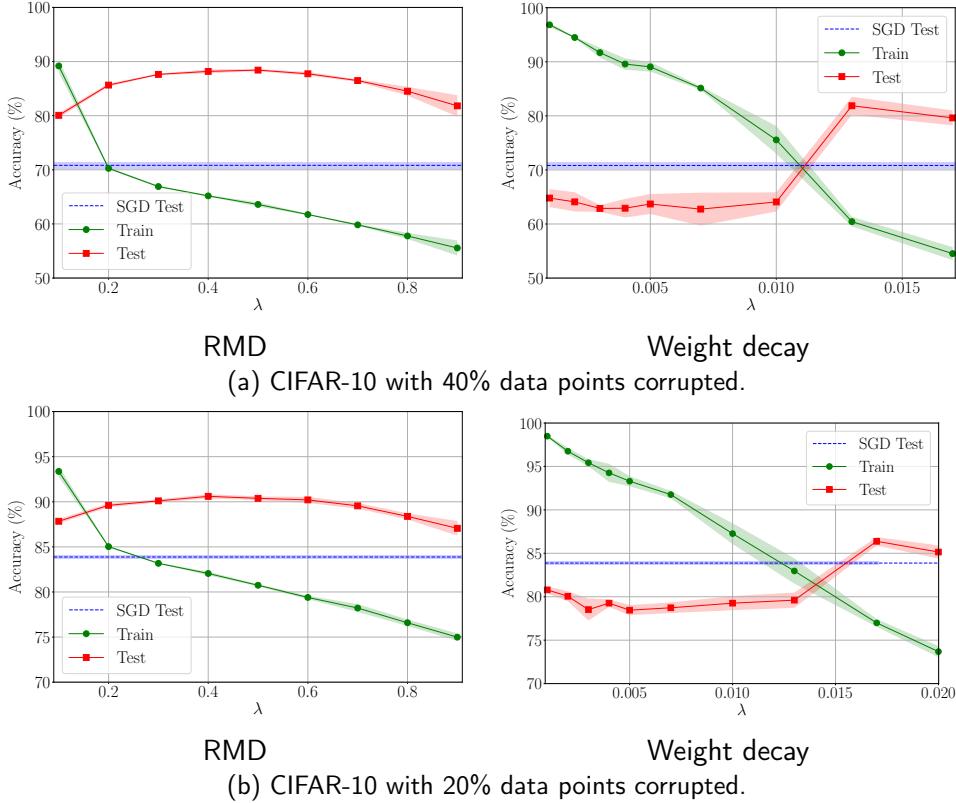 100
90
80
70
60
50
Accuracy (%)
SGD Test
Train
Test
0.2
0.4
0.6
0.8
λ
RMD
100
90
80
70
60
50
Accuracy (%)
SGD Test
Train
Test
0.005
0.010
0.015
λ
Weight decay
(a) CIFAR-10 with 40% data points corrupted.
100
95
90
85
80
75
70
Accuracy (%)
SGD Test
Train
Test
0.2
0.4
0.6
0.8
λ
RMD
100
95
90
85
80
75
70
Accuracy (%)
SGD Test
Train
Test
0.005
0.010
0.015
0.020
λ
Weight decay
(b) CIFAR-10 with 20% data points corrupted.